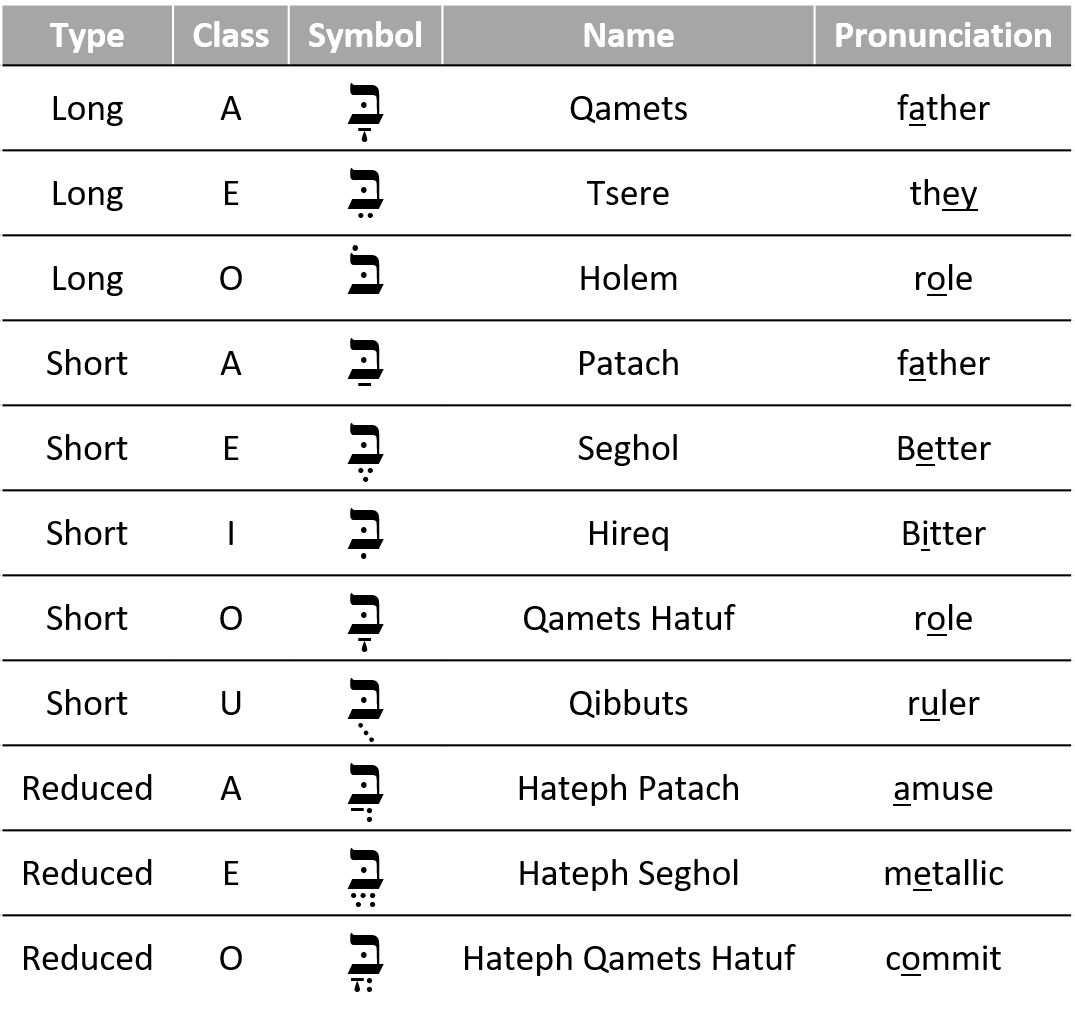 Type Class Symbol Name Pronunciation
Long A בָּ Qamets father
Long E בֵּ Tsere they
Long O בֹּ Holem role
Short A בַּ Patach father
Short E בֶּ Seghol Better
Short I בִּ Hireq Bitter
Short O בָּ Qamets Hatuf role
Short U בֻּ Qibbuts ruler
Reduced A בֲּ Hateph Patach amuse
Reduced E בֱּ Hateph Seghol metallic
Reduced O בֳּ Hateph Qamets Hatuf commit